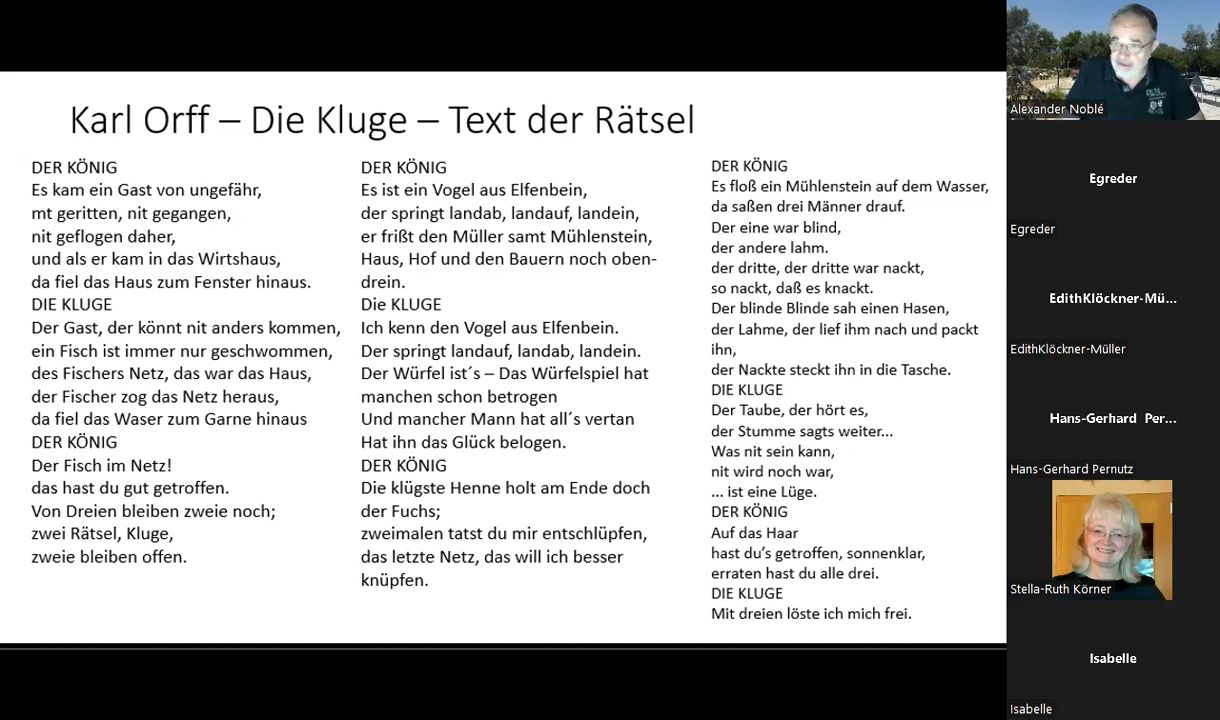 Karl Orff – Die Kluge – Text der Rätsel
DER KÖNIG
Es kam ein Gast von ungefähr,
mt geritten, nit gegangen,
nit geflogen daher,
und als er kam in das Wirtshaus,
da fiel das Haus zum Fenster hinaus.
DIE KLUGE
Der Gast, der könnt nit anders kommen,
ein Fisch ist immer nur geschwommen,
des Fischers Netz, das war das Haus,
der Fischer zog das Netz heraus,
da fiel das Waser zum Garne hinaus
DER KÖNIG
Der Fisch im Netz!
das hast du gut getroffen.
Von Dreien bleiben zweie noch;
zwei Rätsel, Kluge,
zweie bleiben offen.
DER KÖNIG
Es ist ein Vogel aus Elfenbein,
der springt landab, landauf, landein,
er frißt den Müller samt Mühlenstein,
Haus, Hof und den Bauern noch oben-
drein.
Die KLUGE
Ich kenn den Vogel aus Elfenbein.
Der springt landauf, landab, landein.
Der Würfel ist´s – Das Würfelspiel hat
manchen schon betrogen
Und mancher Mann hat all´s vertan
Hat ihn das Glück belogen.
DER KÖNIG
Die klügste Henne holt am Ende doch
der Fuchs;
zweimalen tatst du mir entschlüpfen,
das letzte Netz, das will ich besser
knüpfen.
DER KÖNIG
Es floß ein Mühlenstein auf dem Wasser,
da saßen drei Männer drauf.
Der eine war blind,
der andere lahm.
der dritte, der dritte war nackt,
so nackt, daß es knackt.
Der blinde Blinde sah einen Hasen,
der Lahme, der lief ihm nach und packt
ihn,
der Nackte steckt ihn in die Tasche.
DIE KLUGE
Der Taube, der hört es,
der Stumme sagts weiter...
Was nit sein kann,
nit wird noch war,
... ist eine Lüge.
DER KÖNIG
Auf das Haar
hast du’s getroffen, sonnenklar,
erraten hast du alle drei.
DIE KLUGE
Mit dreien löste ich mich frei.
Alexander Noblé
Egreder
Egreder
EdithKlöckner-Mü...
EdithKlöckner-Müller
Hans-Gerhard Per...
Hans-Gerhard Pernutz
Stella-Ruth Körner
Isabelle
Isabelle